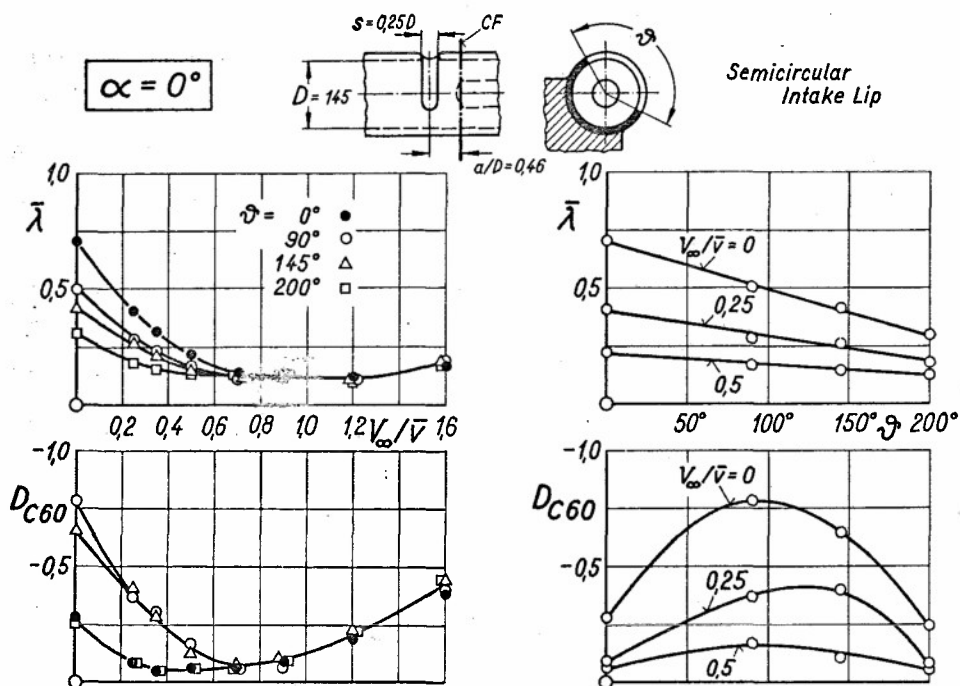 α = 0°
s = 0,25D
CF
D = 145
a/D = 0,46
ϑ
Semicircular
Intake Lip
1,0
λ̄
0,5
ϑ = 0° ●
90° ○
145° △
200° □
0,2 0,4 0,6 0,8 1,0 1,2 V∞/v̄ 1,6
1,0
λ̄
0,5
V∞/v̄ = 0
0,25
0,5
50° 100° 150° ϑ 200°
-1,0
DC60
-0,5
-1,0
DC60
-0,5
V∞/v̄ = 0
0,25
0,5